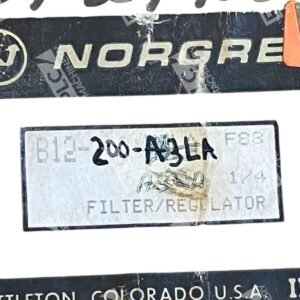 NORGRE
B12-200-A3LA F83
1/4
FILTER/REGULATOR
TTLETON, COLORADO U.S.A.